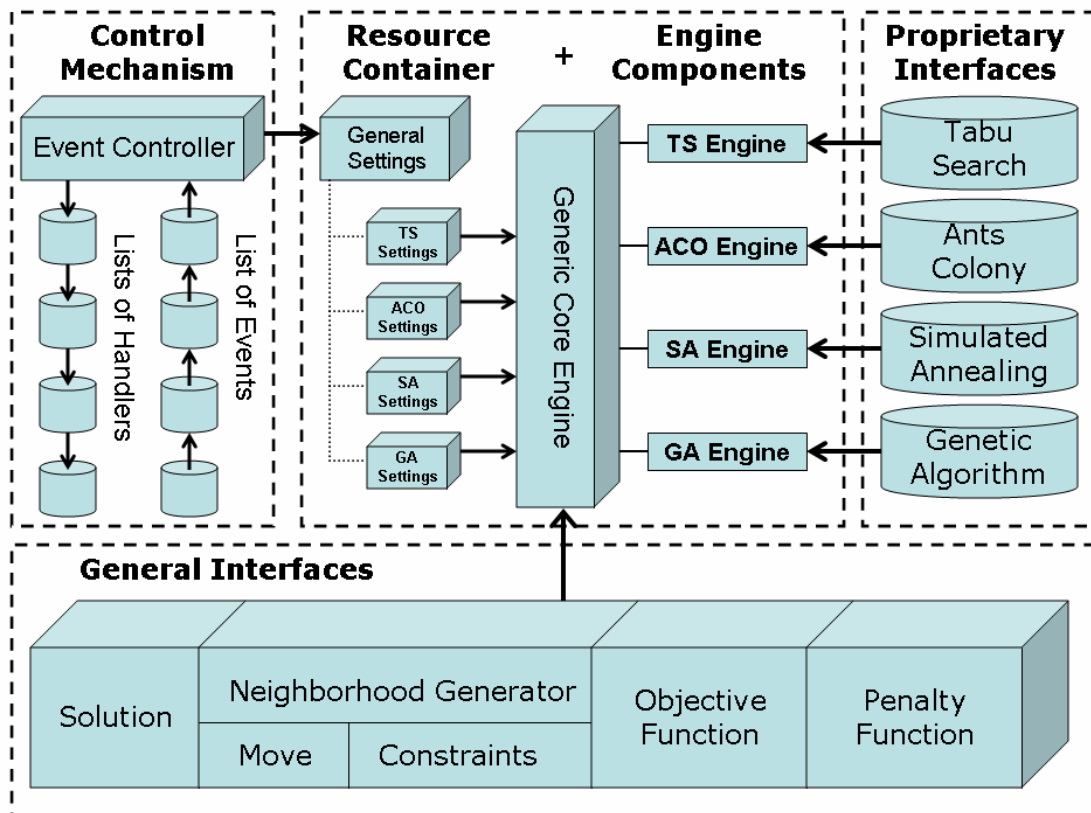 Control
Mechanism
Event Controller
Lists of Handlers
List of Events
Resource
Container
+
Engine
Components
General
Settings
TS
Settings
ACO
Settings
SA
Settings
GA
Settings
Generic Core Engine
TS Engine
ACO Engine
SA Engine
GA Engine
Proprietary
Interfaces
Tabu
Search
Ants
Colony
Simulated
Annealing
Genetic
Algorithm
General Interfaces
Solution
Neighborhood Generator
Move
Constraints
Objective
Function
Penalty
Function